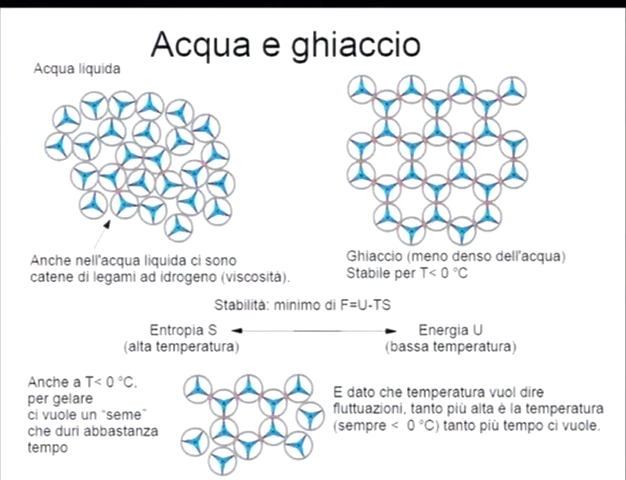 Acqua e ghiaccio
Acqua liquida
Anche nell'acqua liquida ci sono
catene di legami ad idrogeno (viscosità).
Ghiaccio (meno denso dell'acqua)
Stabile per T< 0 °C
Stabilità: minimo di F=U-TS
Entropia S
(alta temperatura)
Energia U
(bassa temperatura)
Anche a T< 0 °C,
per gelare
ci vuole un "seme"
che duri abbastanza
tempo
E dato che temperatura vuol dire
fluttuazioni, tanto più alta è la temperatura
(sempre < 0 °C) tanto più tempo ci vuole.